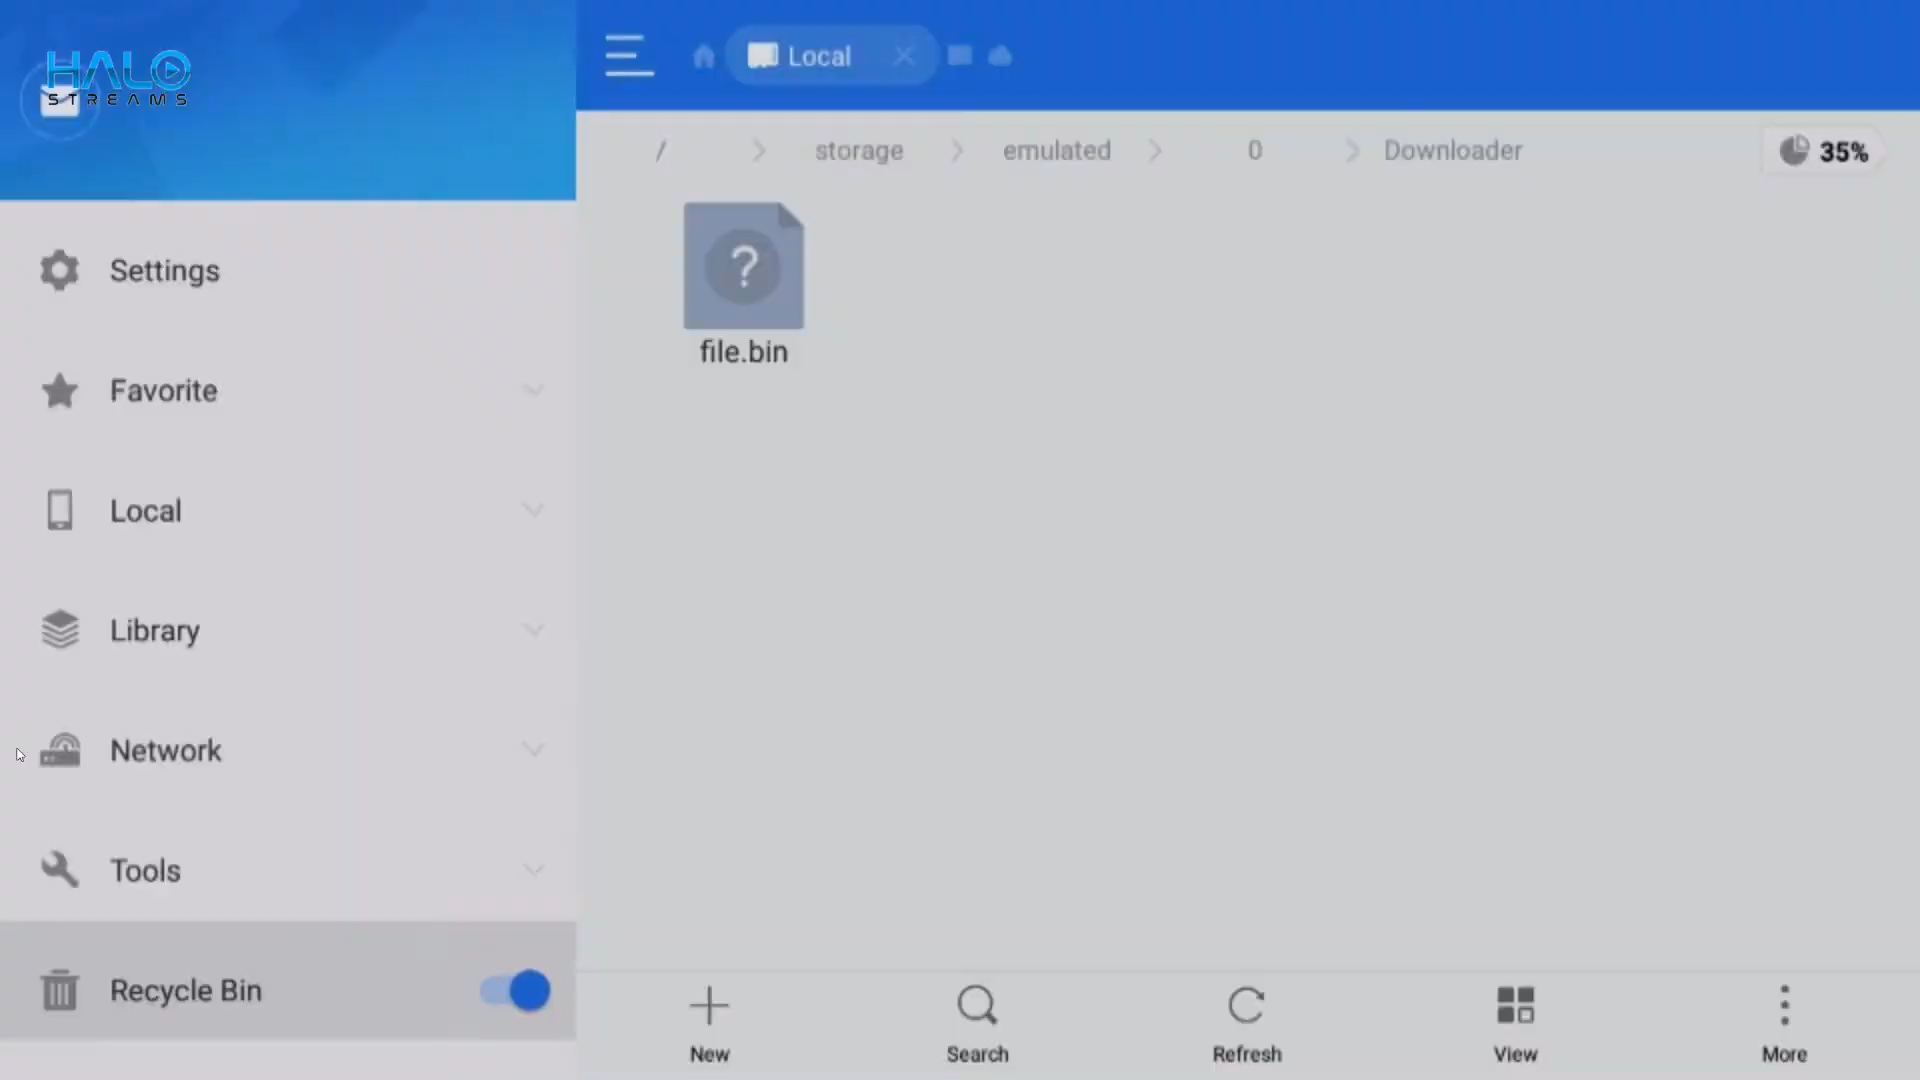 HALO
STREAMS
Local
/ storage emulated 0 Downloader
35%
?
file.bin
Settings
Favorite
Local
Library
Network
Tools
Recycle Bin
New
Search
Refresh
View
More